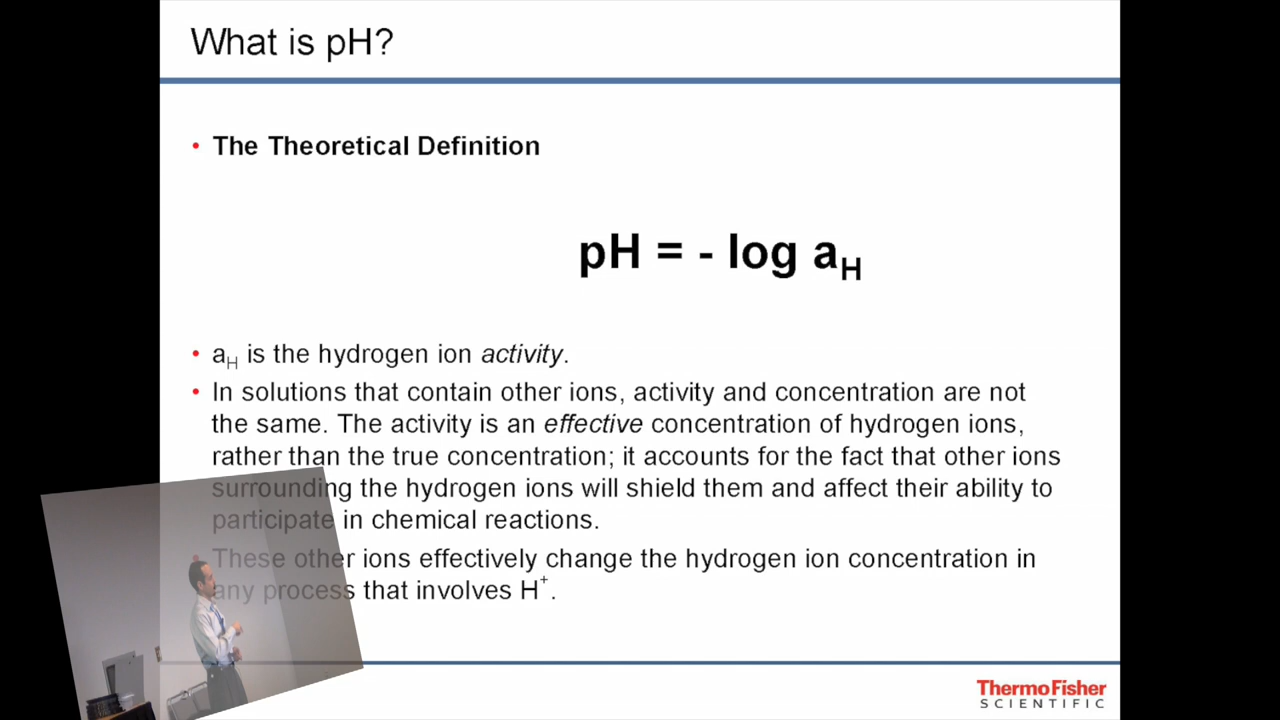 What is pH?
• The Theoretical Definition
pH = - log aH
• aH is the hydrogen ion activity.
• In solutions that contain other ions, activity and concentration are not
the same. The activity is an effective concentration of hydrogen ions,
rather than the true concentration; it accounts for the fact that other ions
surrounding the hydrogen ions will shield them and affect their ability to
participate in chemical reactions.
• These other ions effectively change the hydrogen ion concentration in
any process that involves H⁺.
ThermoFisher
SCIENTIFIC